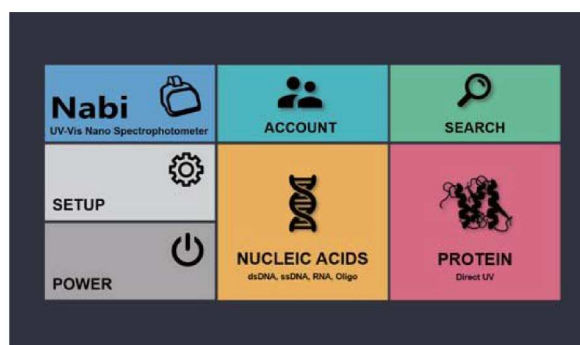 Nabi
UV-Vis Nano Spectrophotometer
ACCOUNT
SEARCH
SETUP
POWER
NUCLEIC ACIDS
dsDNA, ssDNA, RNA, Oligo
PROTEIN
Direct UV